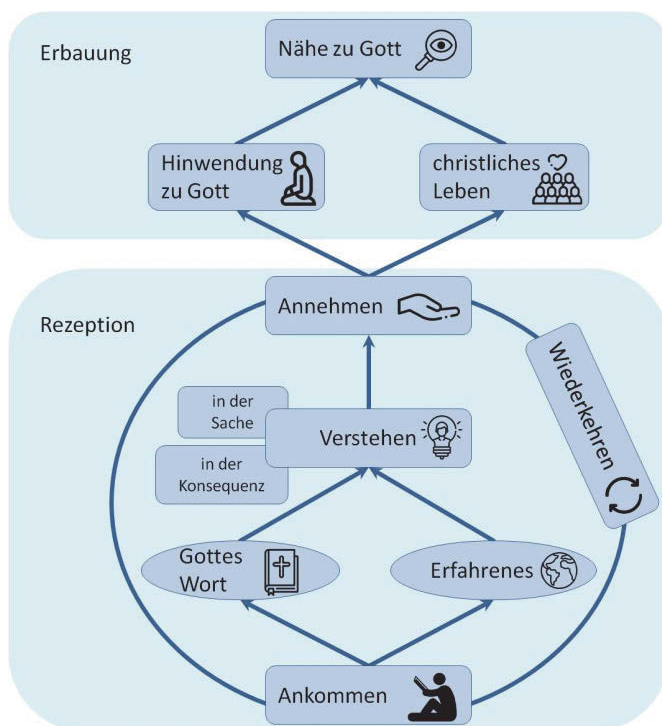 Erbauung
Nähe zu Gott
Hinwendung
zu Gott
christliches
Leben
Rezeption
Annehmen
Wiederkehren
in der
Sache
Verstehen
in der
Konsequenz
Gottes
Wort
Erfahrenes
Ankommen